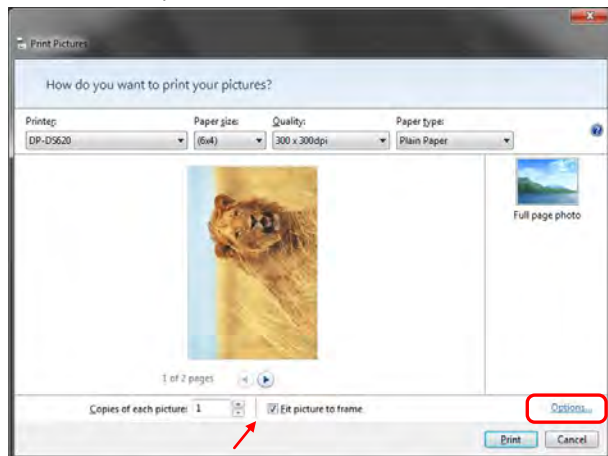 Print Pictures
How do you want to print your pictures?
Printer: Paper size: Quality: Paper type:
DP-DS620 (6x4) 300 x 300dpi Plain Paper
Full page photo
1 of 2 pages
Copies of each picture: 1 Fit picture to frame Options...
Print Cancel